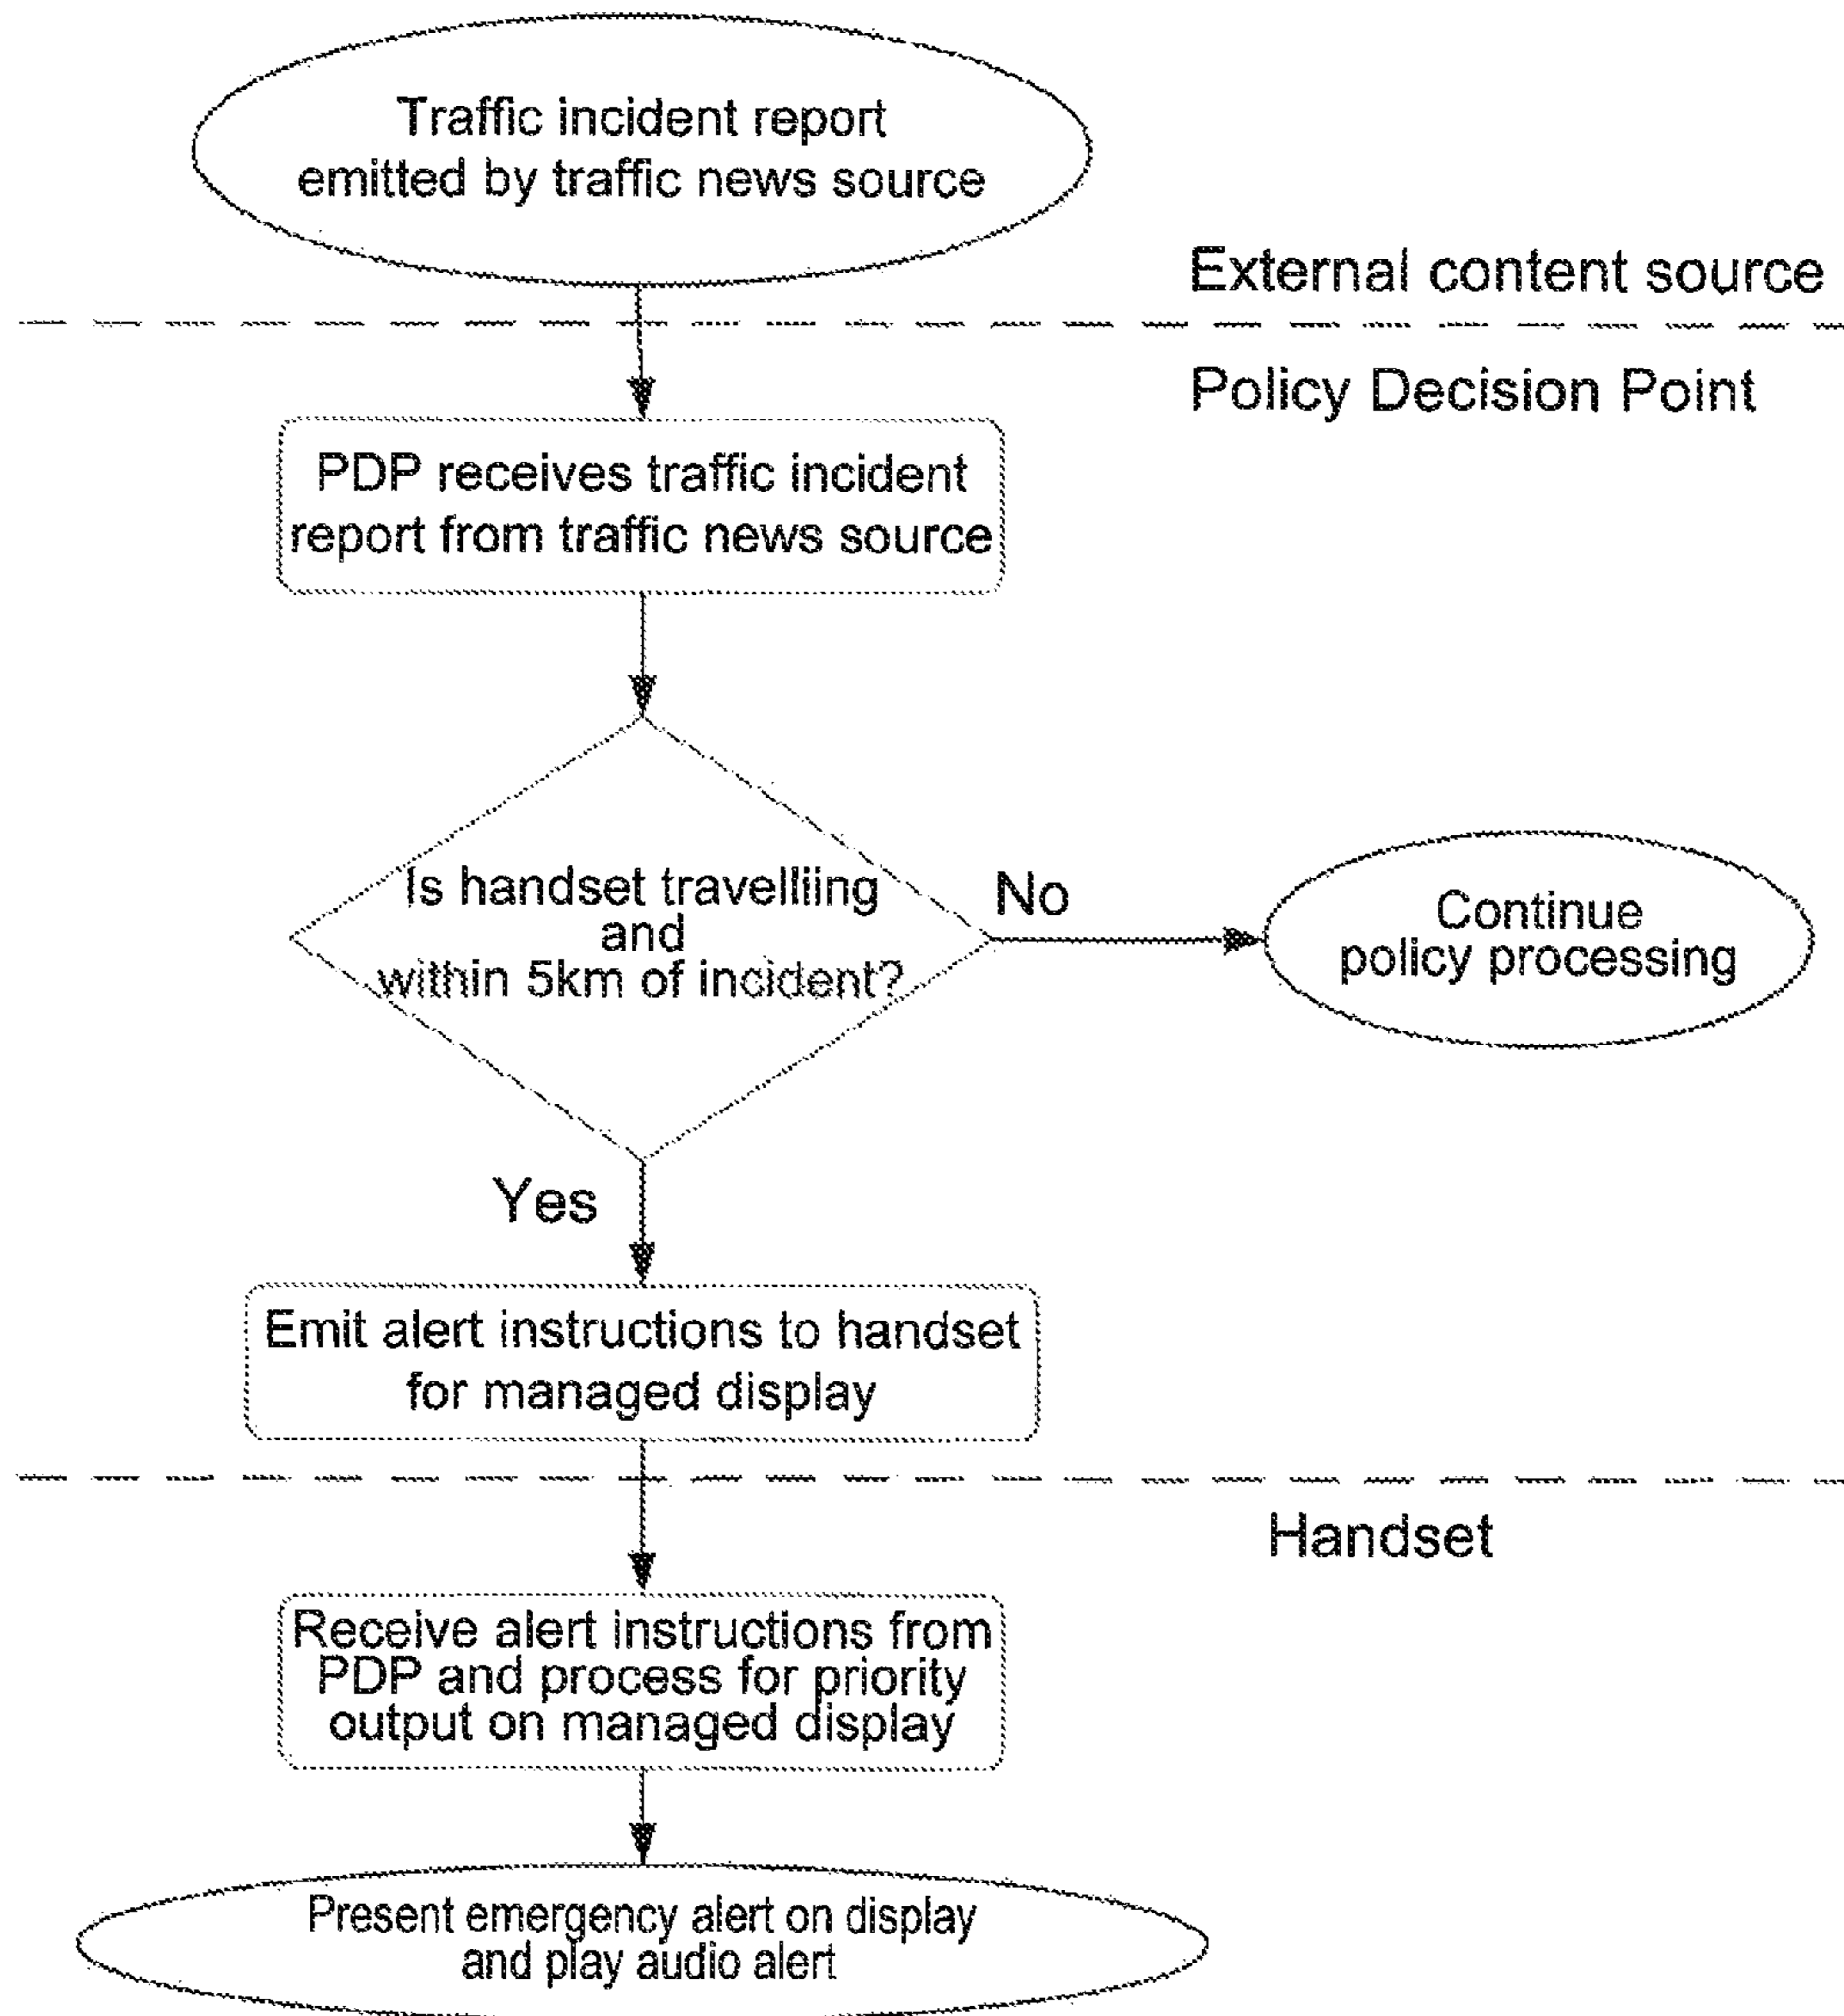 Traffic incident report
emitted by traffic news source
External content source
Policy Decision Point
PDP receives traffic incident
report from traffic news source
Is handset travelliing
and
within 5km of incident?
No
Continue
policy processing
Yes
Emit alert instructions to handset
for managed display
Handset
Receive alert instructions from
PDP and process for priority
output on managed display
Present emergency alert on display
and play audio alert